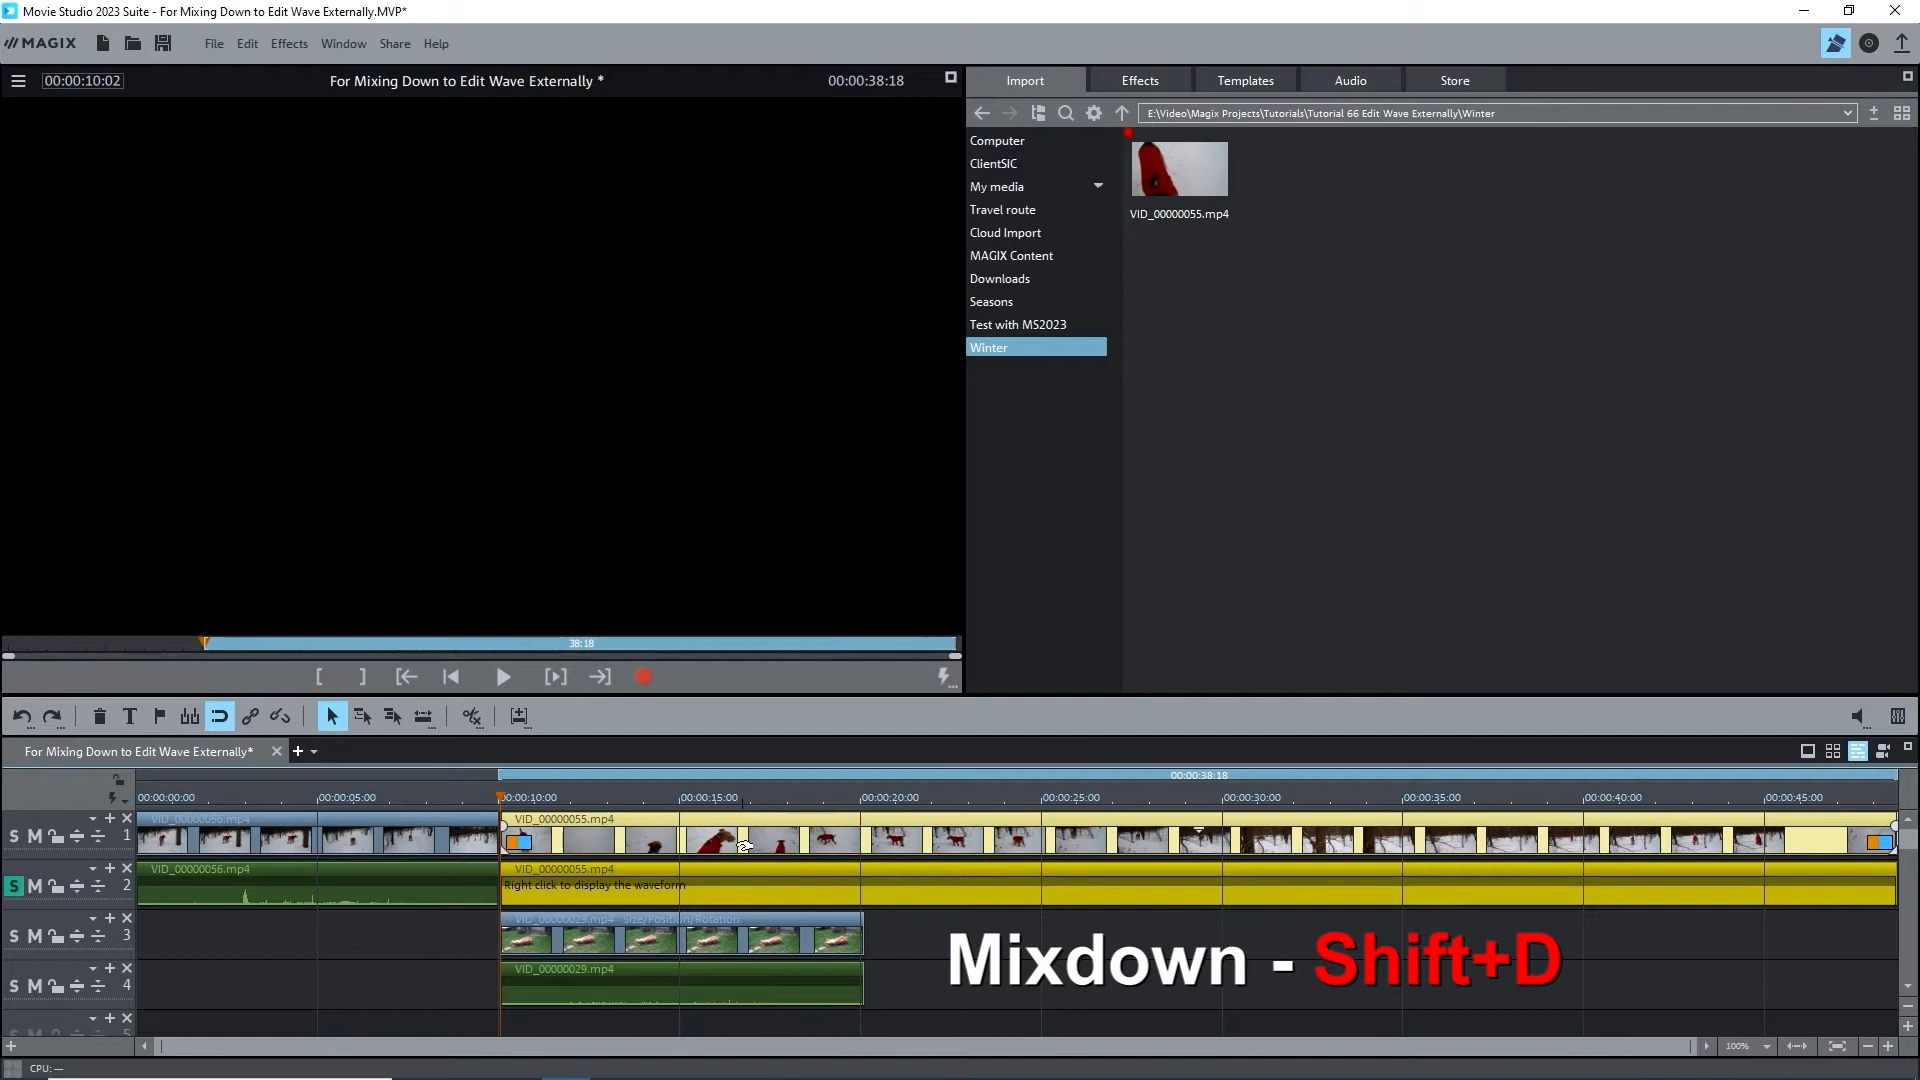 Movie Studio 2023 Suite - For Mixing Down to Edit Wave Externally.MVP*
MAGIX File Edit Effects Window Share Help
00:00:10:02 For Mixing Down to Edit Wave Externally * 00:00:38:18
Import Effects Templates Audio Store
E:\Video\Magix Projects\Tutorials\Tutorial 66 Edit Wave Externally\Winter
Computer
ClientSIC
My media
Travel route
Cloud Import
MAGIX Content
Downloads
Seasons
Test with MS2023
Winter
VID_00000055.mp4
38:18
For Mixing Down to Edit Wave Externally*
00:00:38:18
00:00:00:00 00:00:05:00 00:00:10:00 00:00:15:00 00:00:20:00 00:00:25:00 00:00:30:00 00:00:35:00 00:00:40:00 00:00:45:00
VID_00000056.mp4 VID_00000055.mp4
S M 1
VID_00000056.mp4 VID_00000055.mp4
S M 2 Right click to display the waveform
VID_00000029.mp4 Size/Position/Rotation
S M 3
VID_00000029.mp4
S M 4
Mixdown - Shift+D
S M 5
100%
CPU: —